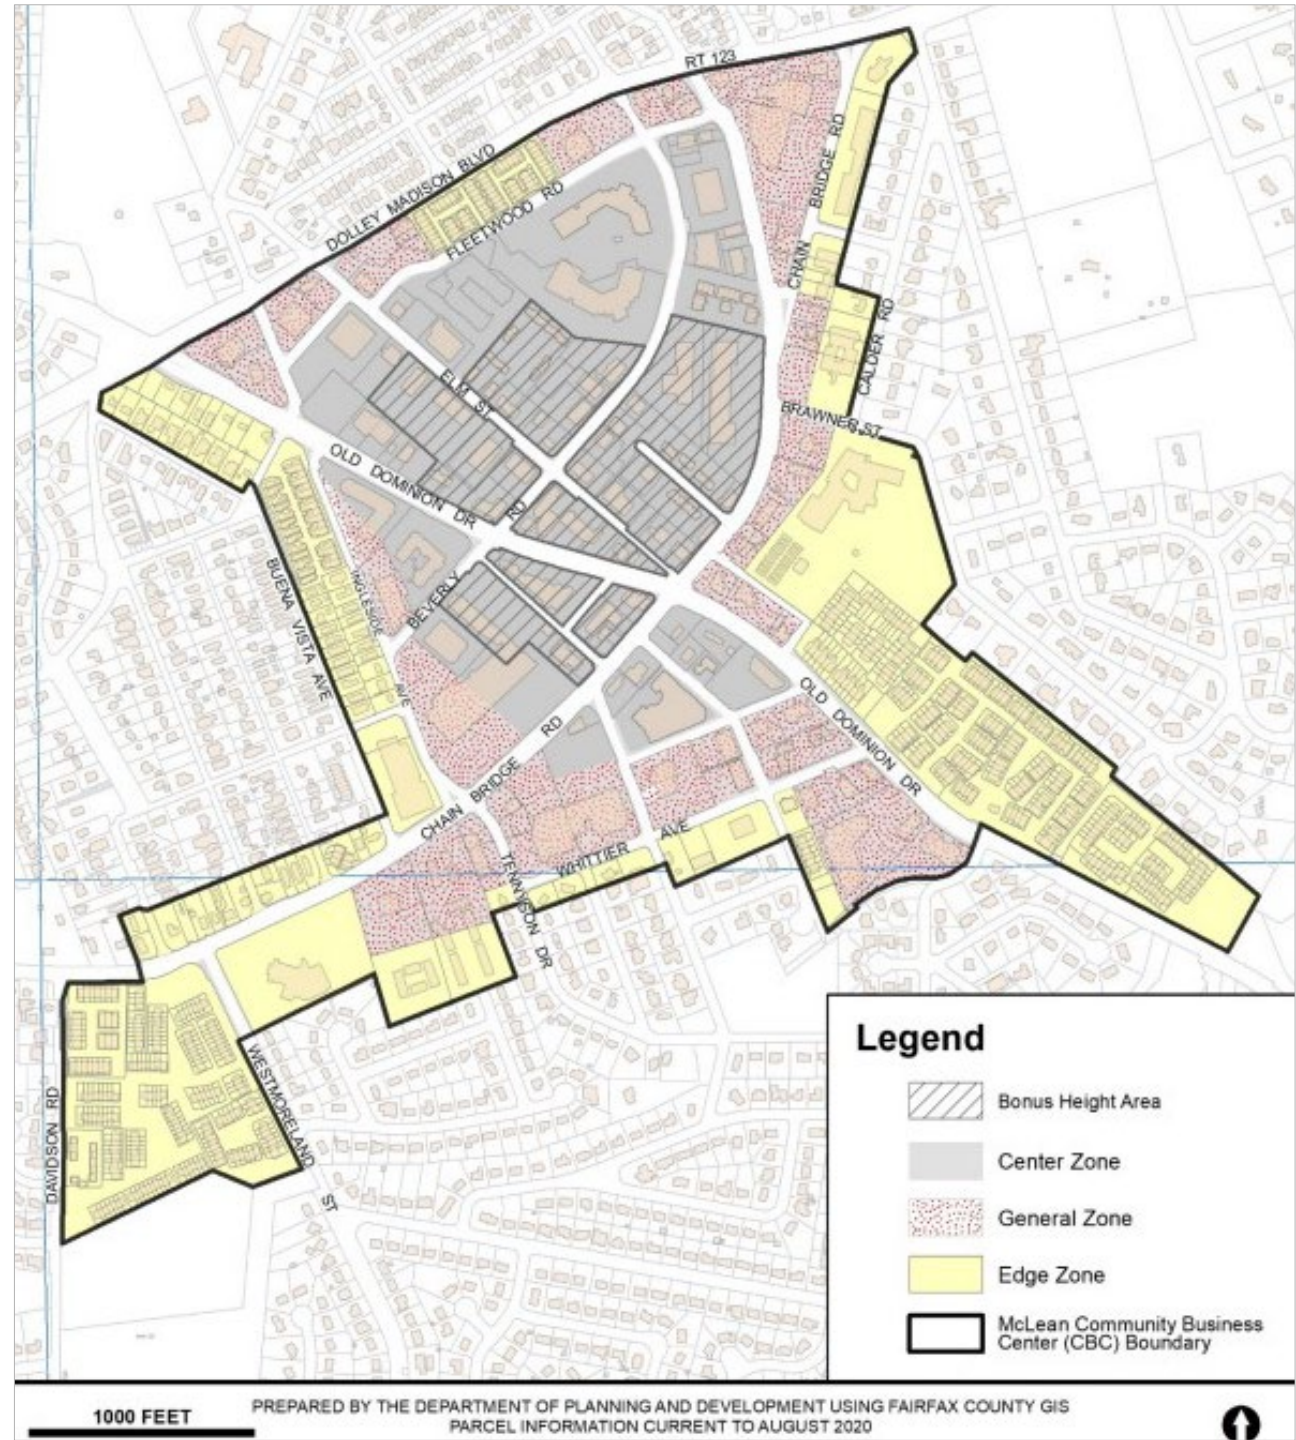 RT 123
DOLLEY MADISON BLVD
FLEETWOOD RD
CHAIN BRIDGE RD
CALDER RD
BRAWNER ST
ELM ST
OLD DOMINION DR
BEVERLY RD
INGLESIDE AVE
BUENA VISTA AVE
OLD DOMINION DR
CHAIN BRIDGE RD
WHITTIER AVE
TENNYSON DR
WESTMORELAND ST
DAVIDSON RD
Legend
Bonus Height Area
Center Zone
General Zone
Edge Zone
McLean Community Business
Center (CBC) Boundary
1000 FEET
PREPARED BY THE DEPARTMENT OF PLANNING AND DEVELOPMENT USING FAIRFAX COUNTY GIS
PARCEL INFORMATION CURRENT TO AUGUST 2020